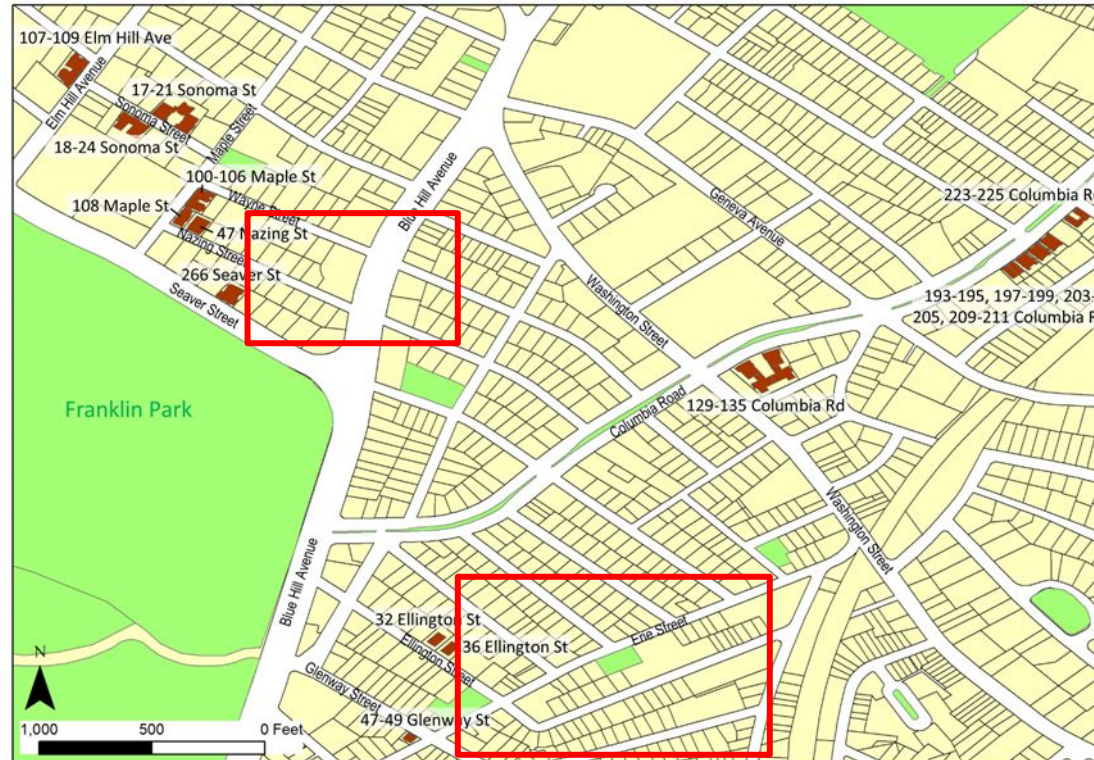 107-109 Elm Hill Ave
17-21 Sonoma St
Elm Hill Avenue
Sonoma Street
18-24 Sonoma St
Maple Street
100-106 Maple St
Wayne Street
108 Maple St
47 Nazing St
Nazing Street
266 Seaver St
Seaver Street
Blue Hill Avenue
Geneva Avenue
223-225 Columbia R
Washington Street
193-195, 197-199, 203-
205, 209-211 Columbia R
129-135 Columbia Rd
Columbia Road
Franklin Park
Washington Street
Blue Hill Avenue
32 Ellington St
36 Ellington St
Ellington Street
Erie Street
Glenway Street
47-49 Glenway St
N
1,000 500 0 Feet